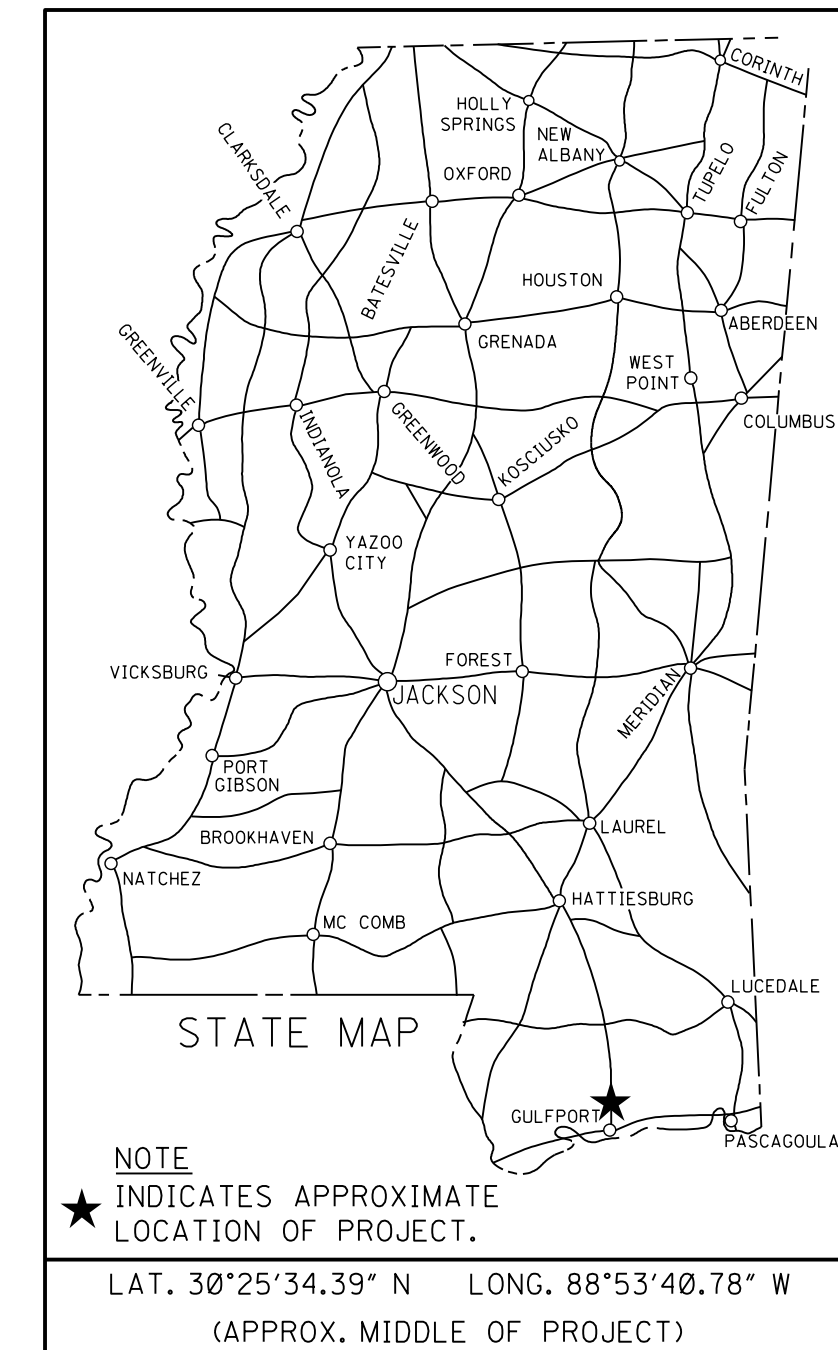 CORINTH
HOLLY
SPRINGS
NEW
ALBANY
CLARKSDALE
OXFORD
TUPELO
FULTON
BATESVILLE
HOUSTON
ABERDEEN
GREENVILLE
GRENADA
WEST
POINT
COLUMBUS
INDIANOLA
GREENWOOD
KOSCIUSKO
YAZOO
CITY
VICKSBURG
FOREST
JACKSON
MERIDIAN
PORT
GIBSON
BROOKHAVEN
LAUREL
NATCHEZ
HATTIESBURG
MC COMB
LUCEDALE
STATE MAP
GULFPORT
PASCAGOULA
NOTE
INDICATES APPROXIMATE
LOCATION OF PROJECT.
LAT. 30°25'34.39" N LONG. 88°53'40.78" W
(APPROX. MIDDLE OF PROJECT)